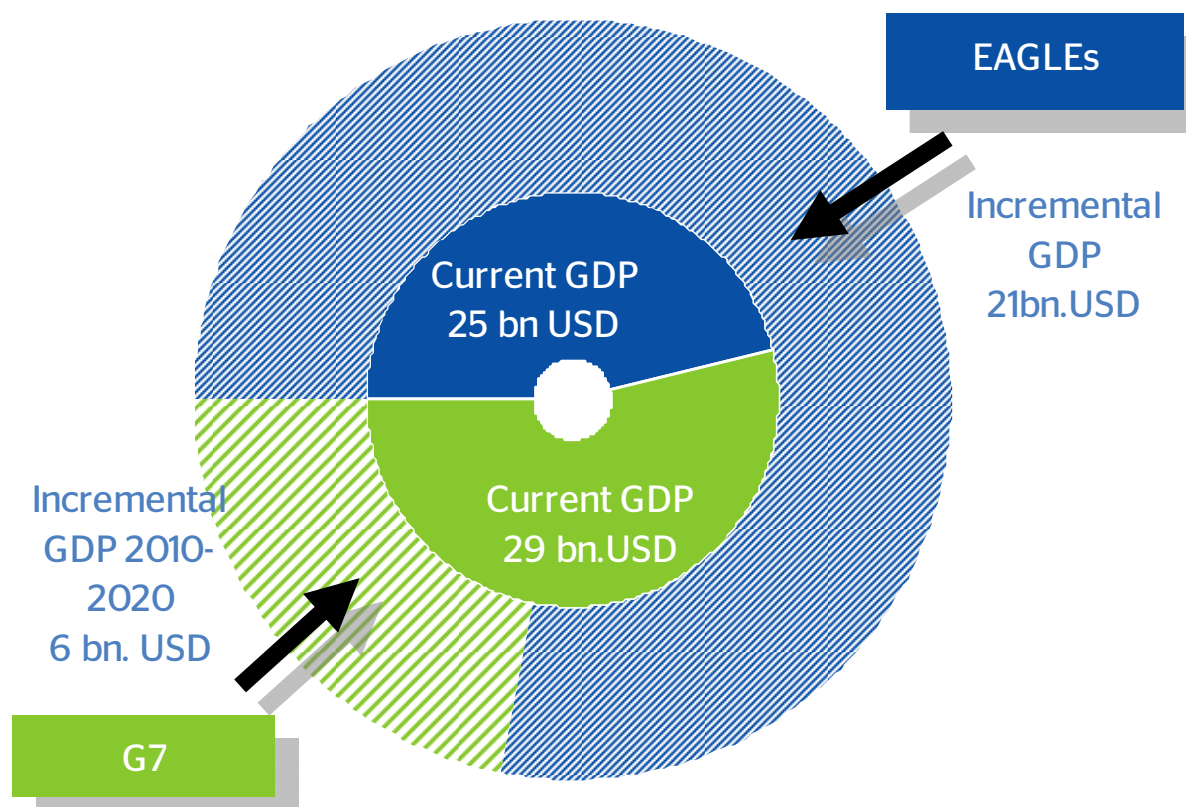 EAGLEs
Incremental
GDP
21bn.USD
Current GDP
25 bn USD
Current GDP
29 bn.USD
Incremental
GDP 2010-
2020
6 bn. USD
G7